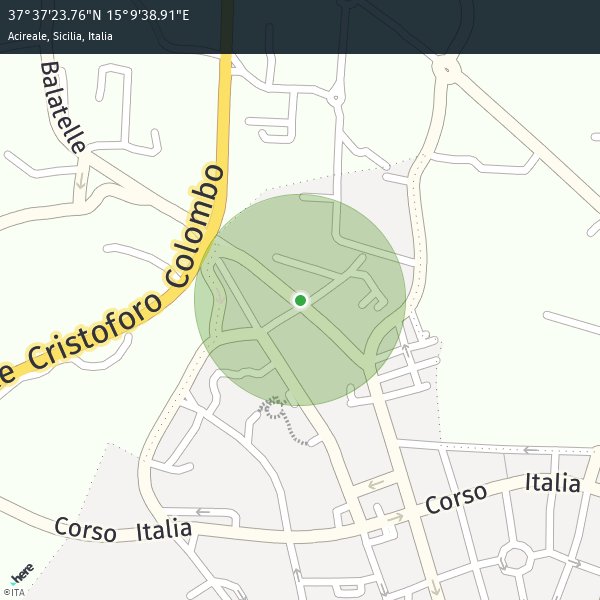 37°37'23.76"N 15°9'38.91"E
Acireale, Sicilia, Italia
Balatelle
e Cristoforo Colombo
Corso Italia
Corso Italia
here
©ITA